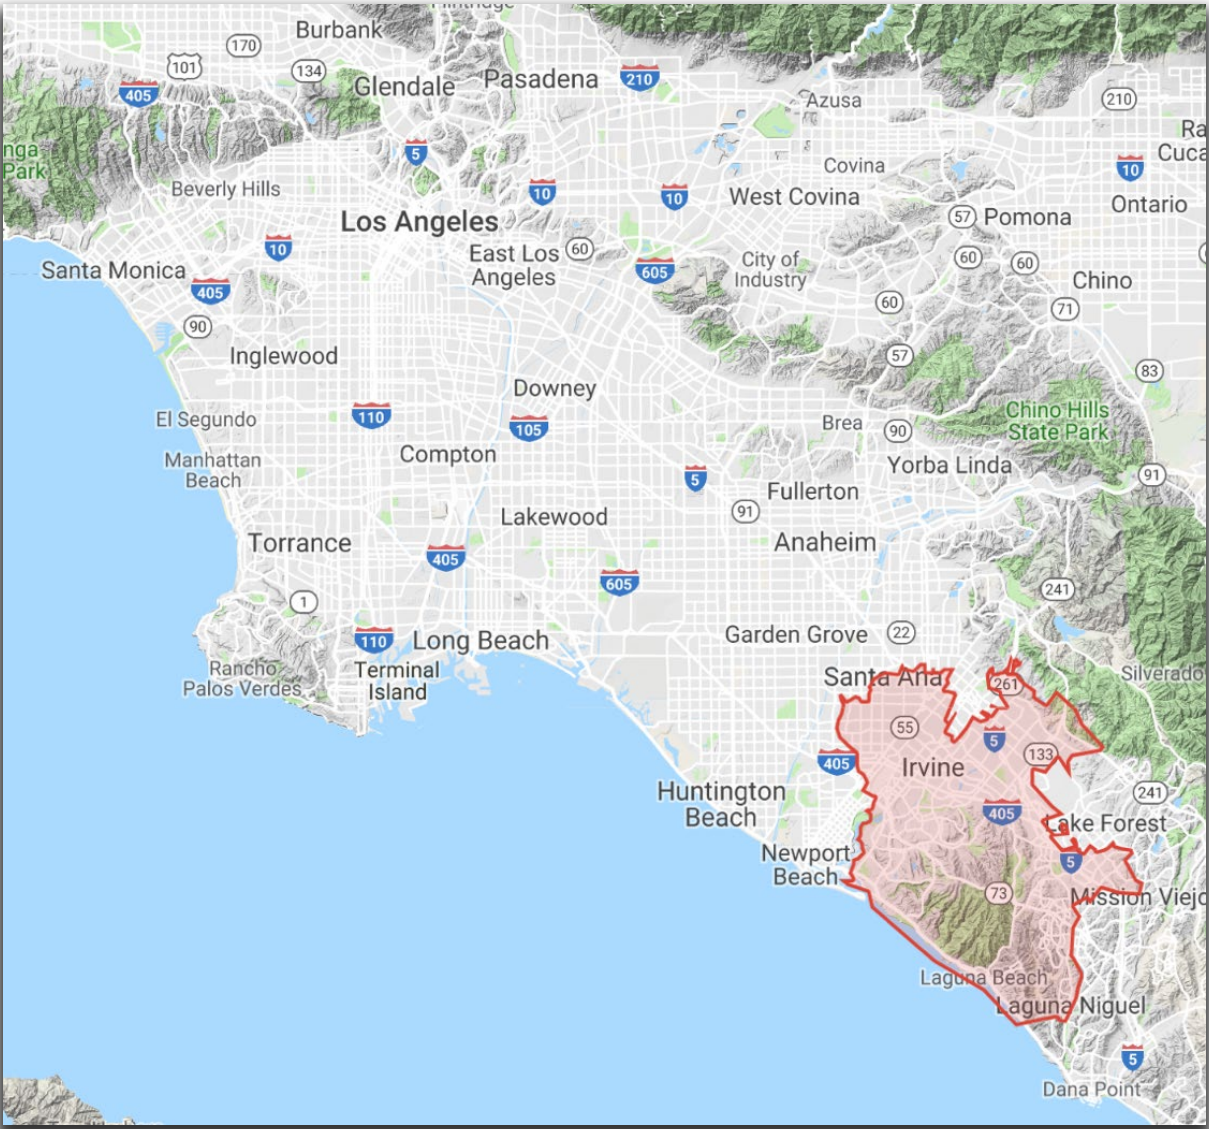 Flintridge
Burbank
170
101
134
Glendale
Pasadena
210
405
Azusa
210
nga
Park
5
Ra
Cuca
Covina
10
Beverly Hills
10
10
West Covina
Los Angeles
57
Pomona
Ontario
10
East Los
Angeles
60
605
City of
Industry
60
60
Santa Monica
405
Chino
60
71
90
Inglewood
57
83
Downey
El Segundo
110
105
Brea
90
Chino Hills
State Park
Compton
Manhattan
Beach
5
Yorba Linda
91
Fullerton
91
Lakewood
Torrance
405
Anaheim
605
241
1
110
Long Beach
Garden Grove
22
Rancho
Palos Verdes
Terminal
Island
Santa Ana
261
Silverado
55
5
133
405
Irvine
Huntington
Beach
405
241
Lake Forest
Newport
Beach
5
73
Mission Viejo
Laguna Beach
Laguna Niguel
5
Dana Point